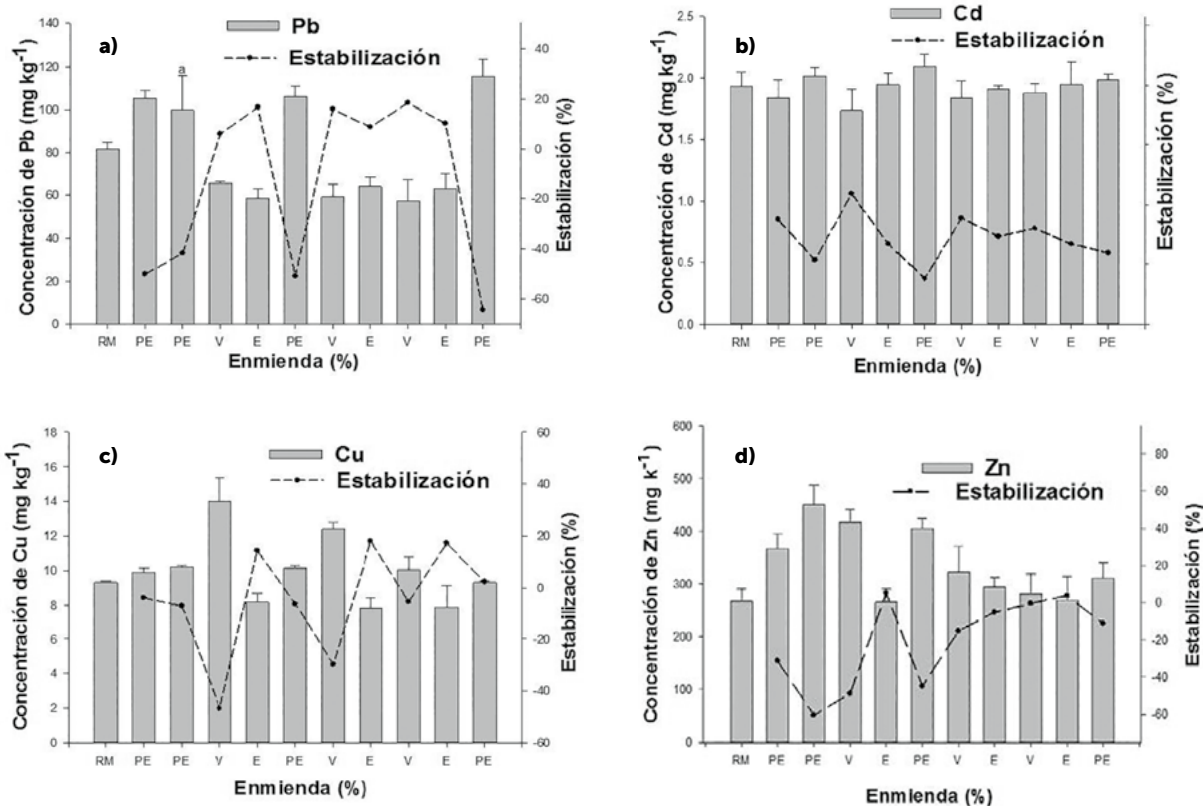 a)
Pb
Estabilización
a
Concentración de Pb (mg kg⁻¹)
140
120
100
80
60
40
20
0
40
20
0
-20
-40
-60
Estabilización (%)
RM PE PE V E PE V E V E PE
Enmienda (%)
b)
Cd
Estabilización
Concentración de Cd (mg kg⁻¹)
2.5
2.0
1.5
1.0
0.5
0.0
Estabilización (%)
RM PE PE V E PE V E V E PE
Enmienda (%)
c)
Cu
Estabilización
Concentración de Cu (mg kg⁻¹)
18
16
14
12
10
8
6
4
2
0
60
40
20
0
-20
-40
-60
Estabilización (%)
RM PE PE V E PE V E V E PE
Enmienda (%)
d)
Zn
Estabilización
Concentración de Zn (mg k⁻¹)
600
500
400
300
200
100
0
80
60
40
20
0
-20
-40
-60
Estabilización (%)
RM PE PE V E PE V E V E PE
Enmienda (%)